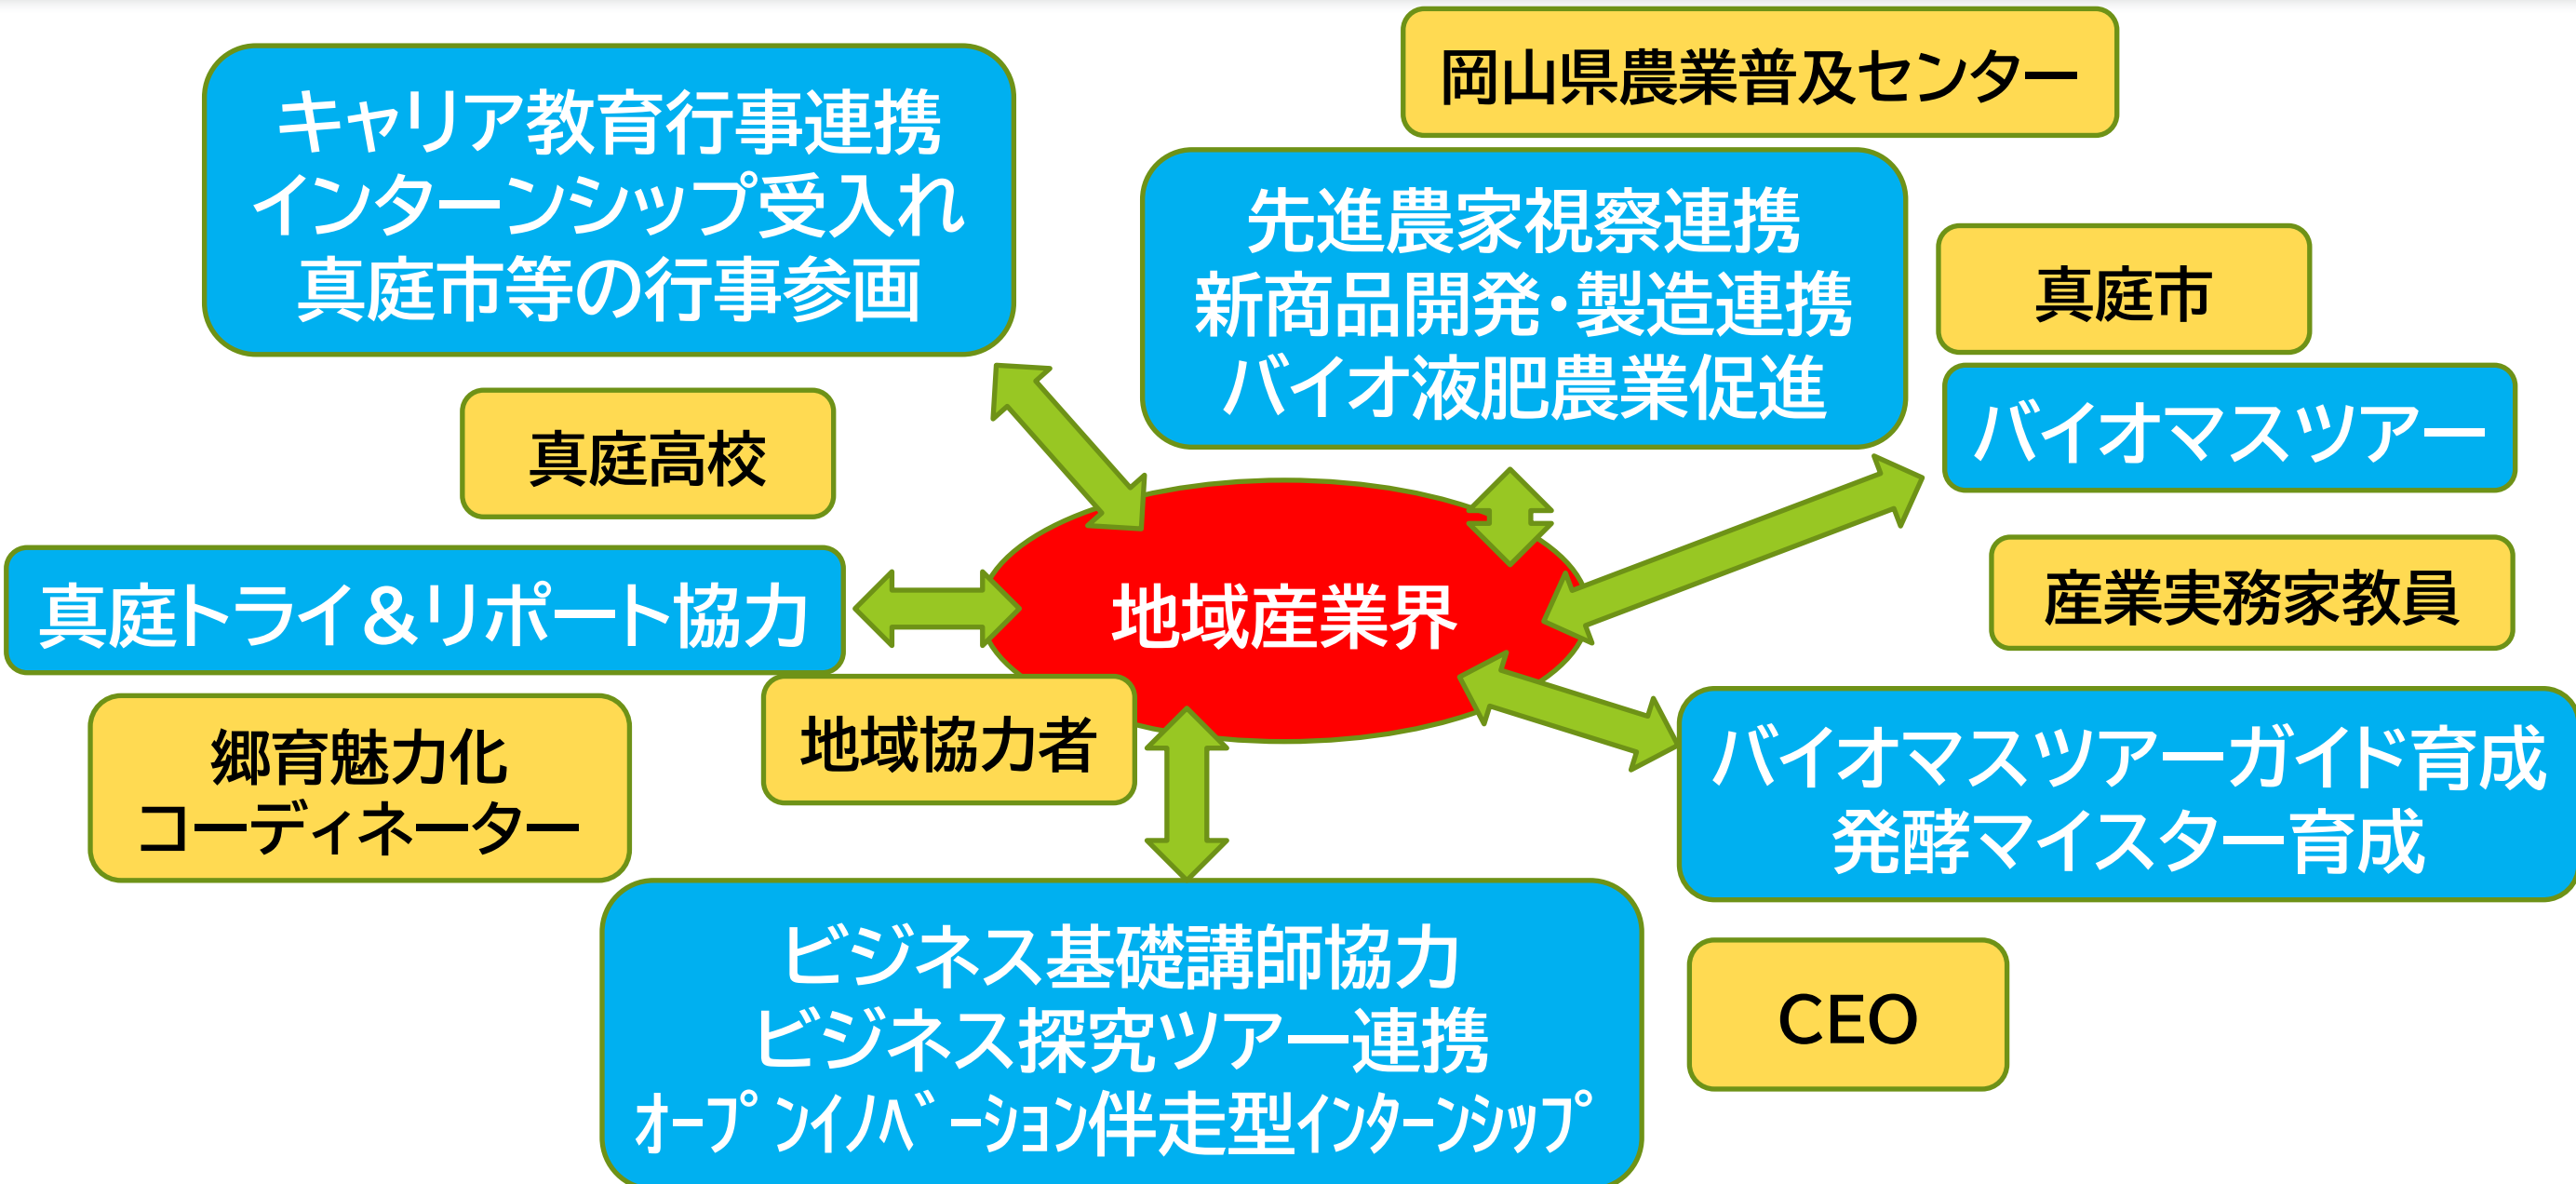 岡山県農業普及センター
キャリア教育行事連携
インターンシップ受入れ
真庭市等の行事参画
先進農家視察連携
新商品開発・製造連携
バイオ液肥農業促進
真庭市
バイオマスツアー
真庭高校
産業実務家教員
真庭トライ＆リポート協力
地域産業界
郷育魅力化
コーディネーター
地域協力者
バイオマスツアーガイド育成
発酵マイスター育成
ビジネス基礎講師協力
ビジネス探究ツアー連携
ｵｰﾌﾟﾝｲﾉﾍﾞｰｼｮﾝ伴走型ｲﾝﾀｰﾝｼｯﾌﾟ
CEO